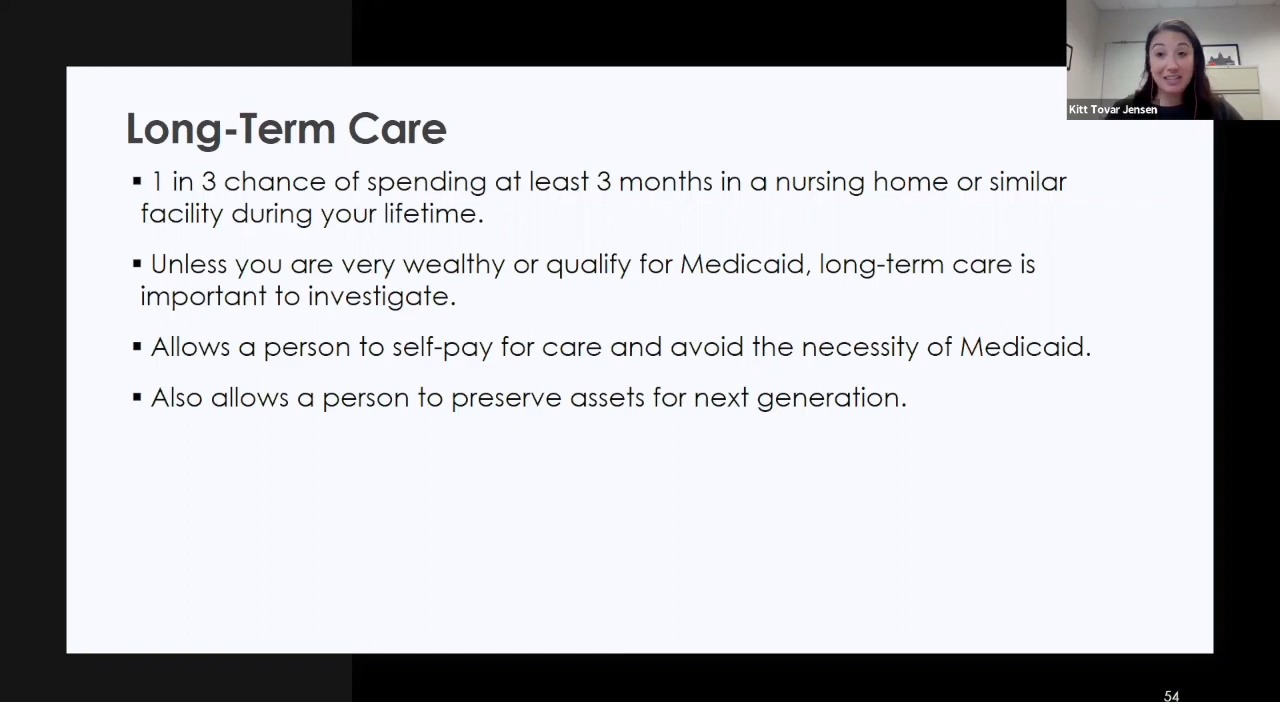 Kitt Tovar Jensen
Long-Term Care
▪ 1 in 3 chance of spending at least 3 months in a nursing home or similar
facility during your lifetime.
▪ Unless you are very wealthy or qualify for Medicaid, long-term care is
important to investigate.
▪ Allows a person to self-pay for care and avoid the necessity of Medicaid.
▪ Also allows a person to preserve assets for next generation.
54